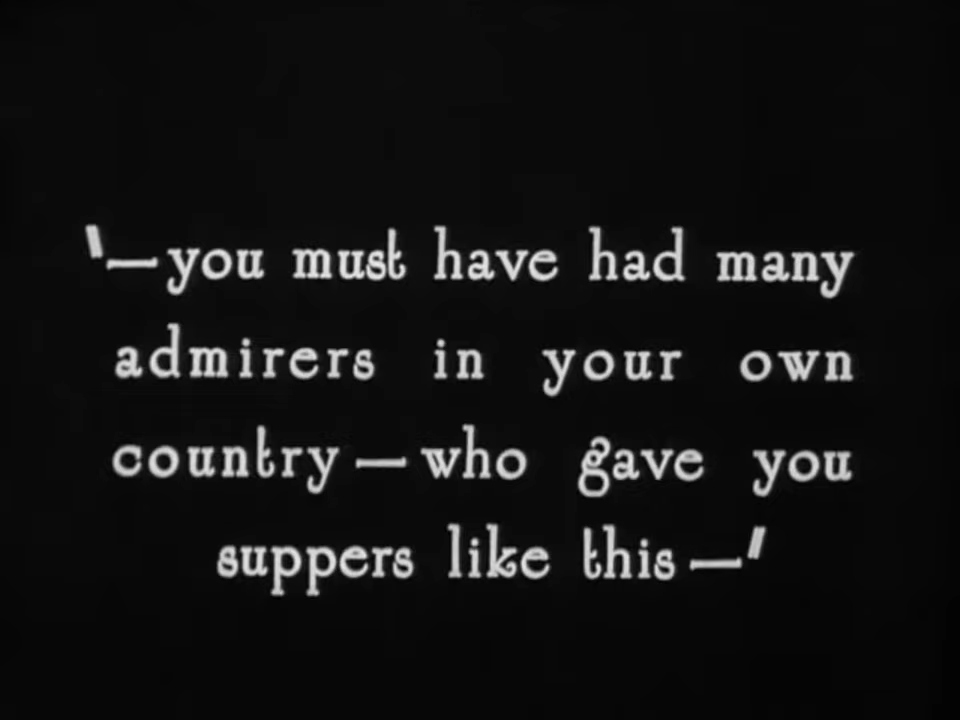 '—you must have had many
admirers in your own
country—who gave you
suppers like this—'